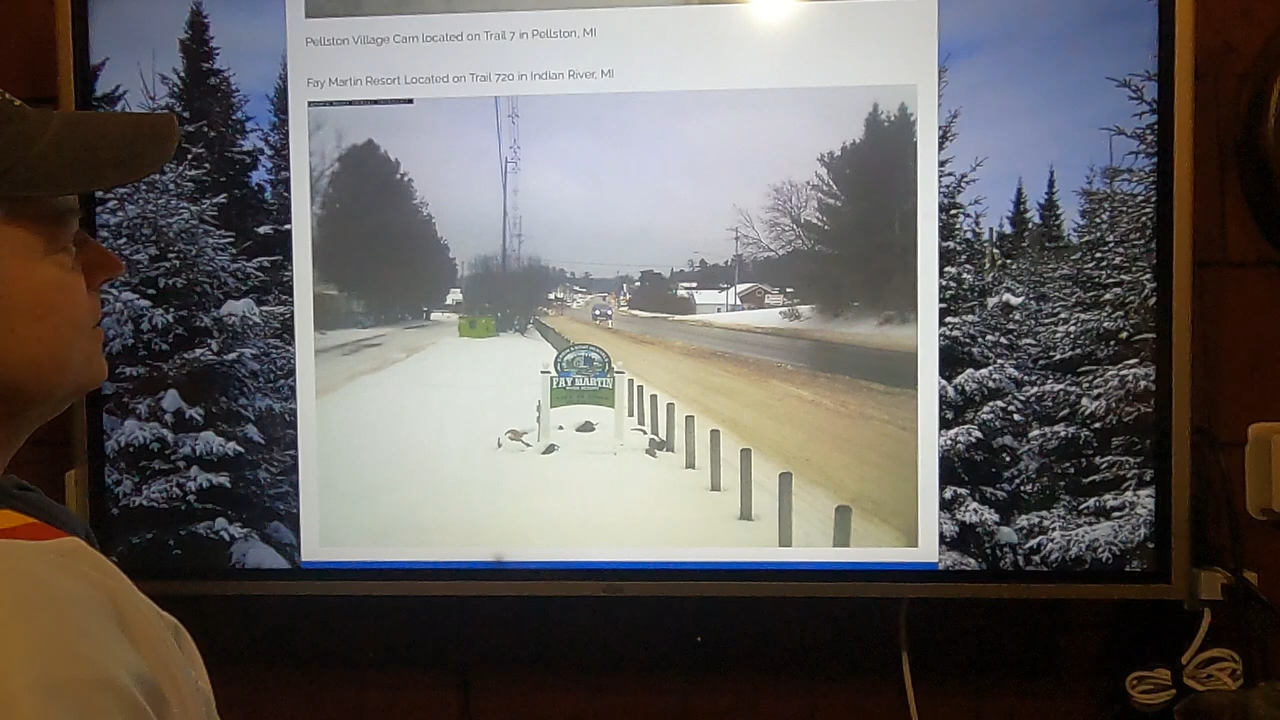 Pellston Village Cam located on Trail 7 in Pellston, MI
Fay Martin Resort Located on Trail 720 in Indian River, MI
FAY MARTIN